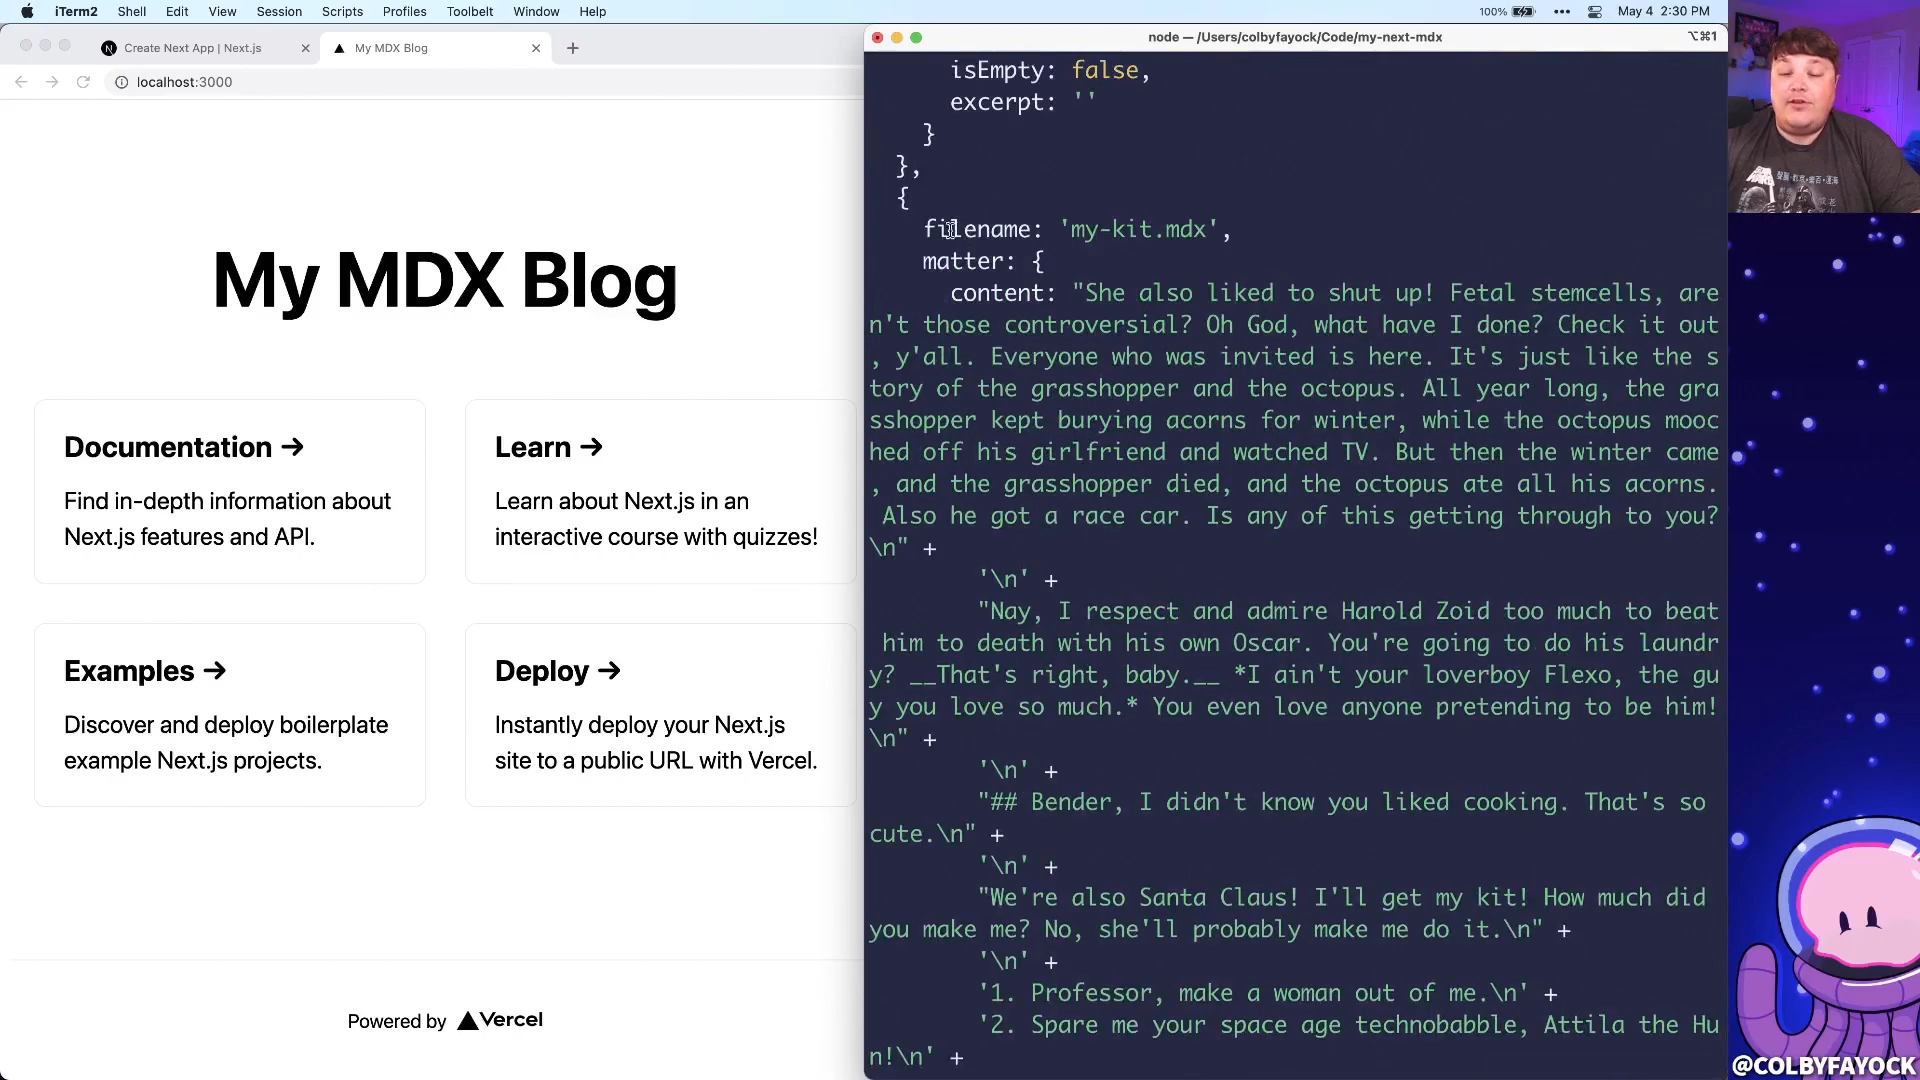 iTerm2 Shell Edit View Session Scripts Profiles Toolbelt Window Help
100% May 4 2:30 PM
Create Next App | Next.js
My MDX Blog
localhost:3000
My MDX Blog
Documentation →
Find in-depth information about
Next.js features and API.
Learn →
Learn about Next.js in an
interactive course with quizzes!
Examples →
Discover and deploy boilerplate
example Next.js projects.
Deploy →
Instantly deploy your Next.js
site to a public URL with Vercel.
Powered by Vercel
node — /Users/colbyfayock/Code/my-next-mdx
⌥⌘1
isEmpty: false,
excerpt: ''
}
},
{
filename: 'my-kit.mdx',
matter: {
content: "She also liked to shut up! Fetal stemcells, are
n't those controversial? Oh God, what have I done? Check it out
, y'all. Everyone who was invited is here. It's just like the s
tory of the grasshopper and the octopus. All year long, the gra
sshopper kept burying acorns for winter, while the octopus mooc
hed off his girlfriend and watched TV. But then the winter came
, and the grasshopper died, and the octopus ate all his acorns.
Also he got a race car. Is any of this getting through to you?
\n" +
'\n' +
"Nay, I respect and admire Harold Zoid too much to beat
him to death with his own Oscar. You're going to do his laundr
y? __That's right, baby.__ *I ain't your loverboy Flexo, the gu
y you love so much.* You even love anyone pretending to be him!
\n" +
'\n' +
"## Bender, I didn't know you liked cooking. That's so
cute.\n" +
'\n' +
"We're also Santa Claus! I'll get my kit! How much did
you make me? No, she'll probably make me do it.\n" +
'\n' +
'1. Professor, make a woman out of me.\n' +
'2. Spare me your space age technobabble, Attila the Hu
n!\n' +
@COLBYFAYOCK